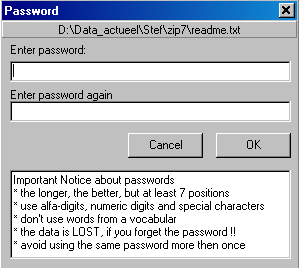 Password
D:\Data_actueel\Stef\zip7\readme.txt
Enter password:
Enter password again
Cancel OK
Important Notice about passwords
* the longer, the better, but at least 7 positions
* use alfa-digits, numeric digits and special characters
* don't use words from a vocabular
* the data is LOST, if you forget the password !!
* avoid using the same password more then once